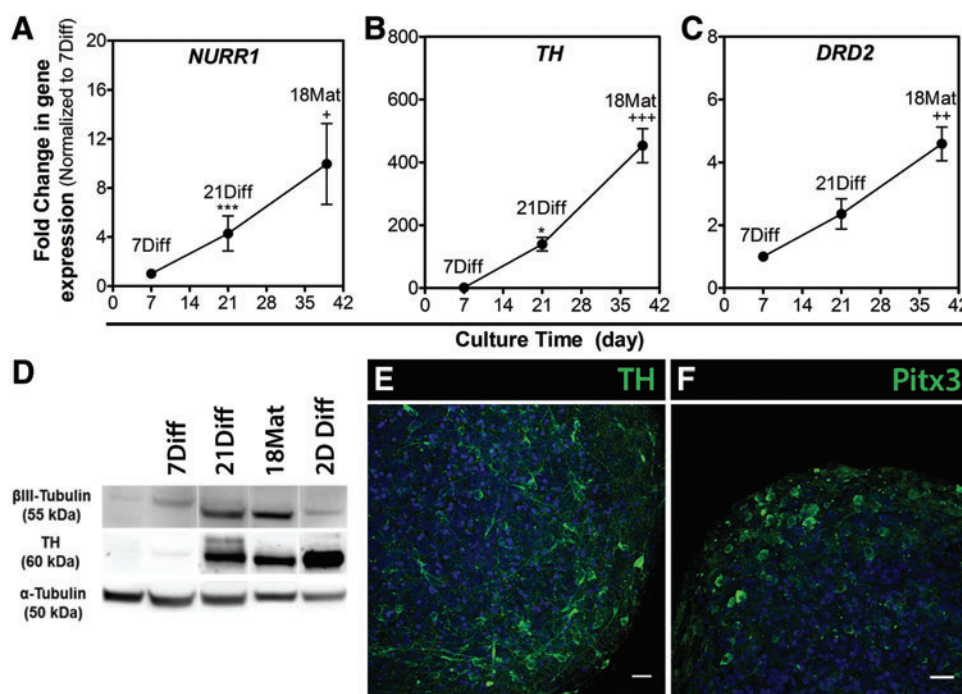 A
B
C
NURR1
TH
DRD2
Fold Change in gene
expression (Normalized to 7Diff)
20
16
12
8
4
0
7Diff
21Diff
***
18Mat
+
0 7 14 21 28 35 42
800
600
400
200
0
7Diff
21Diff
*
18Mat
+++
0 7 14 21 28 35 42
8
6
4
2
0
7Diff
21Diff
18Mat
++
0 7 14 21 28 35 42
Culture Time (day)
D
7Diff
21Diff
18Mat
2D Diff
βIII-Tubulin
(55 kDa)
TH
(60 kDa)
α-Tubulin
(50 kDa)
E
TH
F
Pitx3